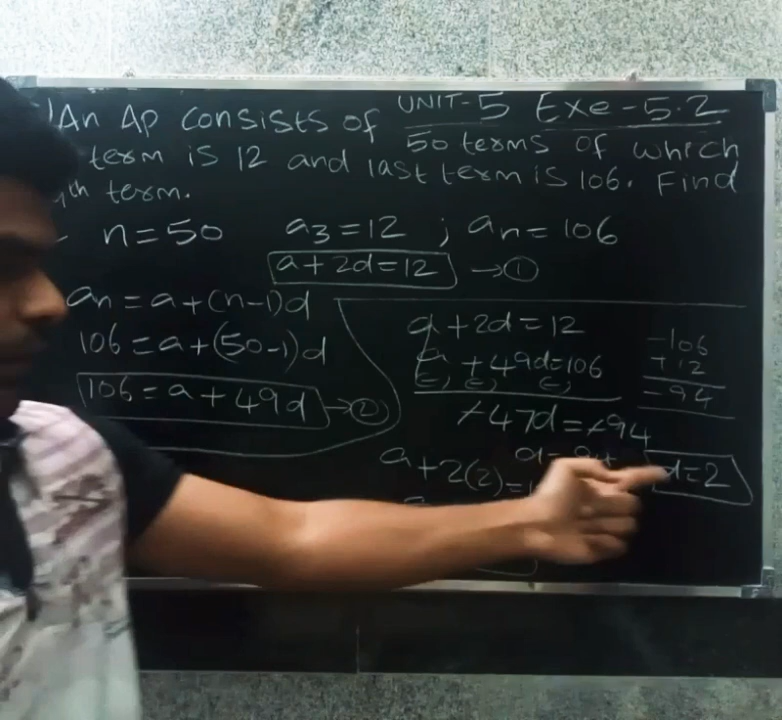 UNIT-5 Exe-5.2
An AP consists of 50 terms of which
term is 12 and last term is 106. Find
th term.
n=50 a3=12 ; an=106
a+2d=12 →①
an=a+(n-1)d
106=a+(50-1)d
106=a+49d →②
a+2d=12
a+49d=106
(-) (-) (-)
-47d=-94
-106
+12
-94
d=2
a+2(2)=